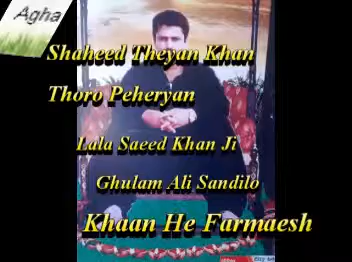 Agha
Shaheed Theyan Khan
Thoro Peheryan
Lala Saeed Khan Ji
Ghulam Ali Sandilo
Khaan He Farmaesh